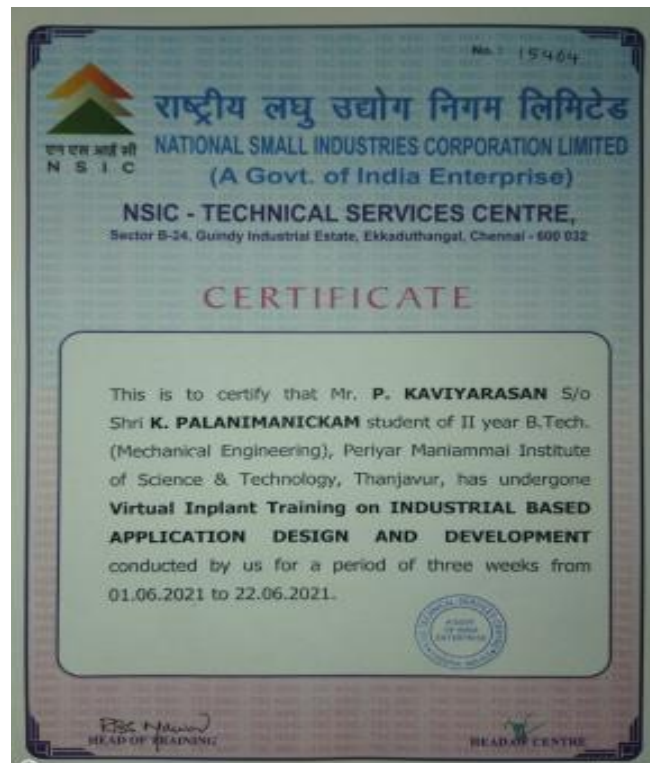 No.: 15464
राष्ट्रीय लघु उद्योग निगम लिमिटेड
एन एस आई सी
N S I C
NATIONAL SMALL INDUSTRIES CORPORATION LIMITED
(A Govt. of India Enterprise)
NSIC - TECHNICAL SERVICES CENTRE,
Sector B-24, Guindy Industrial Estate, Ekkaduthangal, Chennai - 600 032
CERTIFICATE
This is to certify that Mr. P. KAVIYARASAN S/o
Shri K. PALANIMANICKAM student of II year B.Tech.
(Mechanical Engineering), Periyar Maniammai Institute
of Science & Technology, Thanjavur, has undergone
Virtual Inplant Training on INDUSTRIAL BASED
APPLICATION DESIGN AND DEVELOPMENT
conducted by us for a period of three weeks from
01.06.2021 to 22.06.2021.
HEAD OF TRAINING
HEAD OF CENTRE